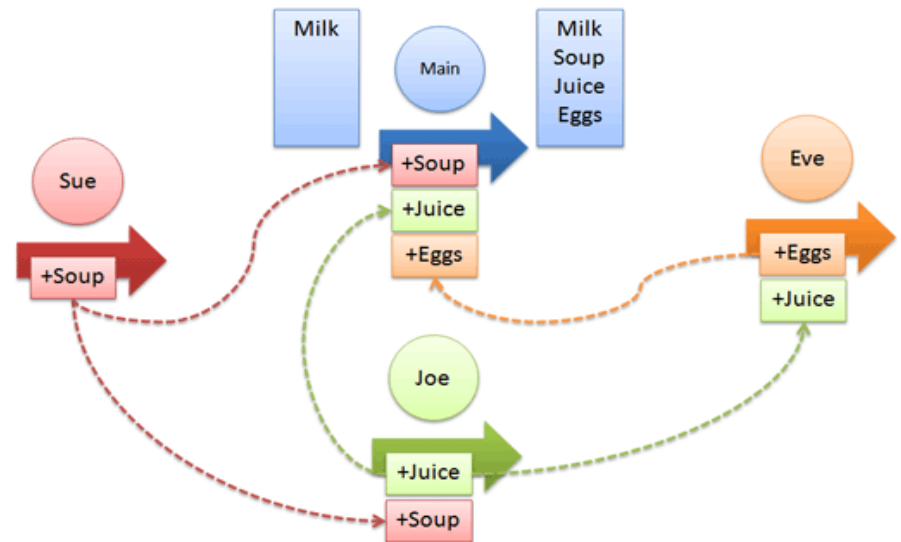 Milk
Main
Milk
Soup
Juice
Eggs
Sue
+Soup
+Soup
+Juice
+Eggs
Eve
+Eggs
+Juice
Joe
+Juice
+Soup